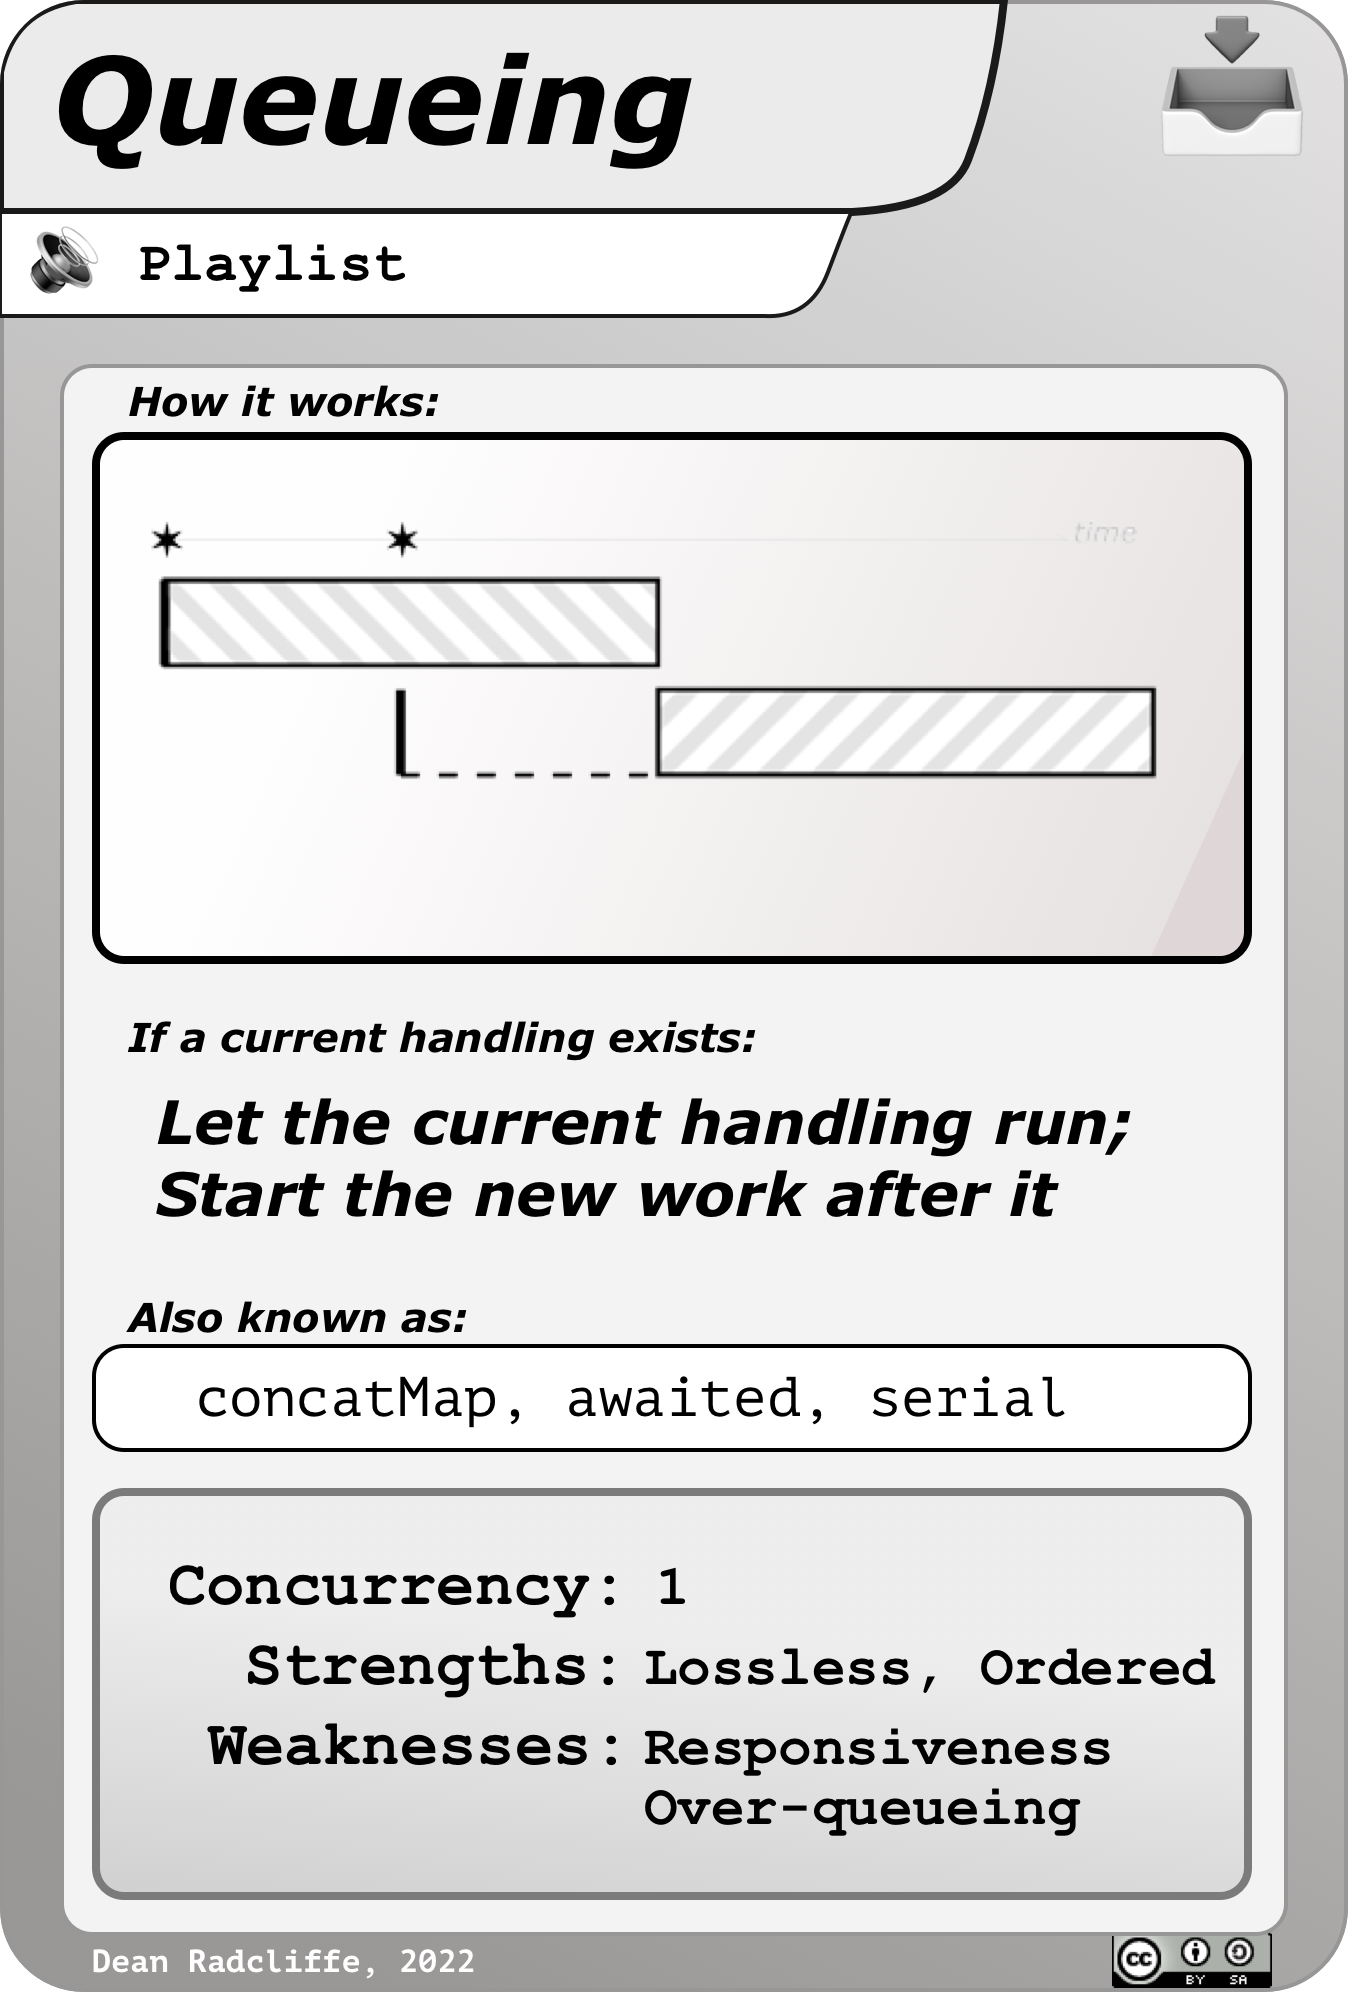 Queueing
Playlist
How it works:
time
If a current handling exists:
Let the current handling run;
Start the new work after it
Also known as:
concatMap, awaited, serial
Concurrency: 1
Strengths: Lossless, Ordered
Weaknesses: Responsiveness
Over-queueing
Dean Radcliffe, 2022
cc
BY SA